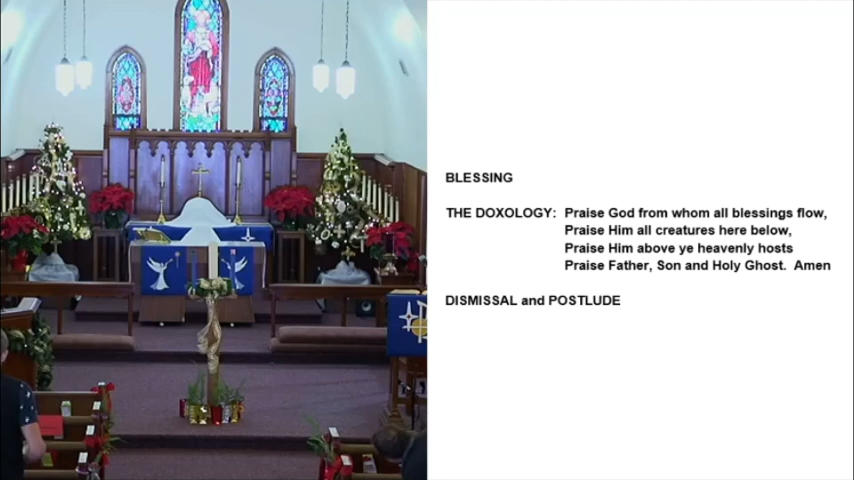 BLESSING
THE DOXOLOGY: Praise God from whom all blessings flow,
Praise Him all creatures here below,
Praise Him above ye heavenly hosts
Praise Father, Son and Holy Ghost. Amen
DISMISSAL and POSTLUDE